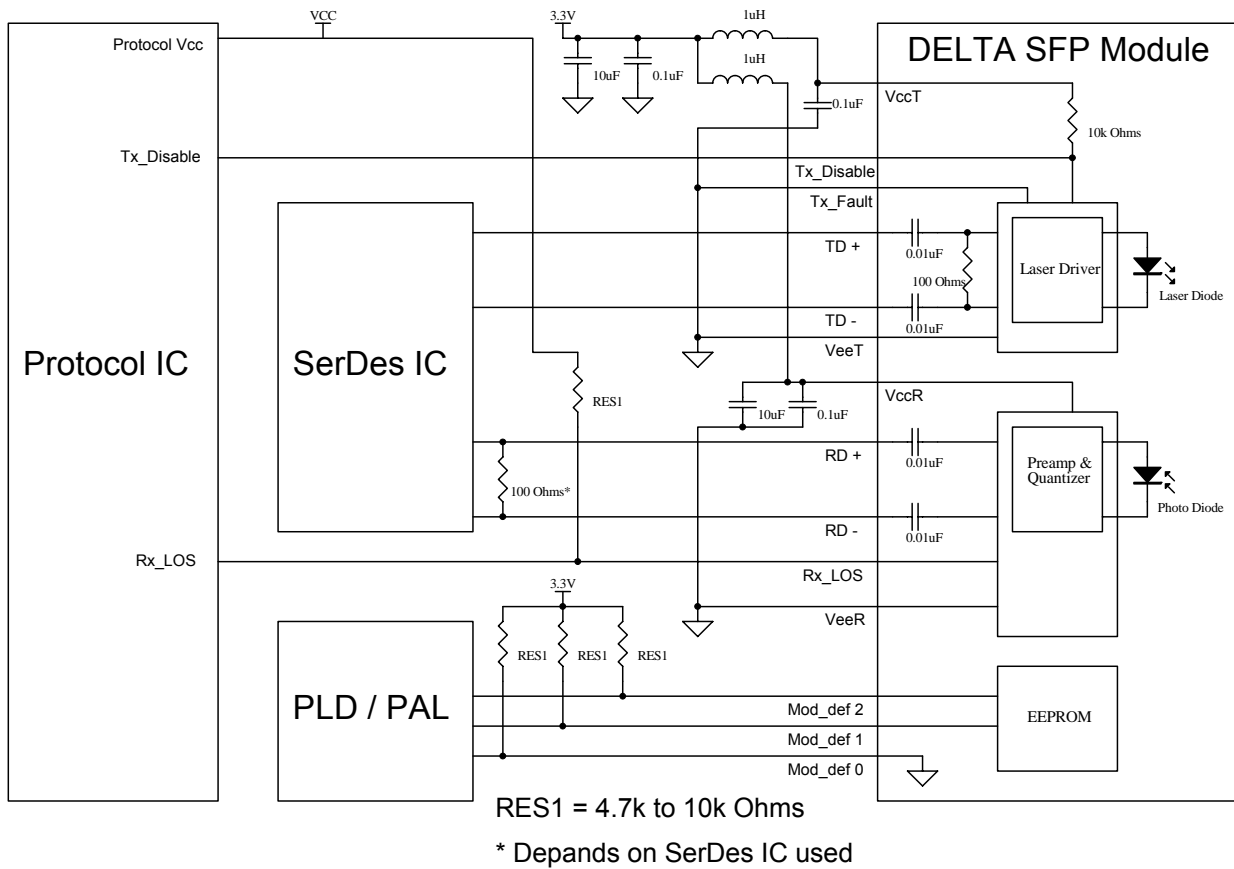 VCC
3.3V
1uH
Protocol Vcc
DELTA SFP Module
1uH
10uF
0.1uF
VccT
0.1uF
10k Ohms
Tx_Disable
Tx_Disable
Tx_Fault
TD +
0.01uF
Laser Driver
100 Ohms
Laser Diode
TD -
0.01uF
VeeT
Protocol IC
SerDes IC
RES1
VccR
10uF
0.1uF
RD +
0.01uF
Preamp &
Quantizer
100 Ohms*
Photo Diode
RD -
0.01uF
Rx_LOS
Rx_LOS
3.3V
VeeR
RES1
RES1
RES1
PLD / PAL
Mod_def 2
EEPROM
Mod_def 1
Mod_def 0
RES1 = 4.7k to 10k Ohms
* Depands on SerDes IC used